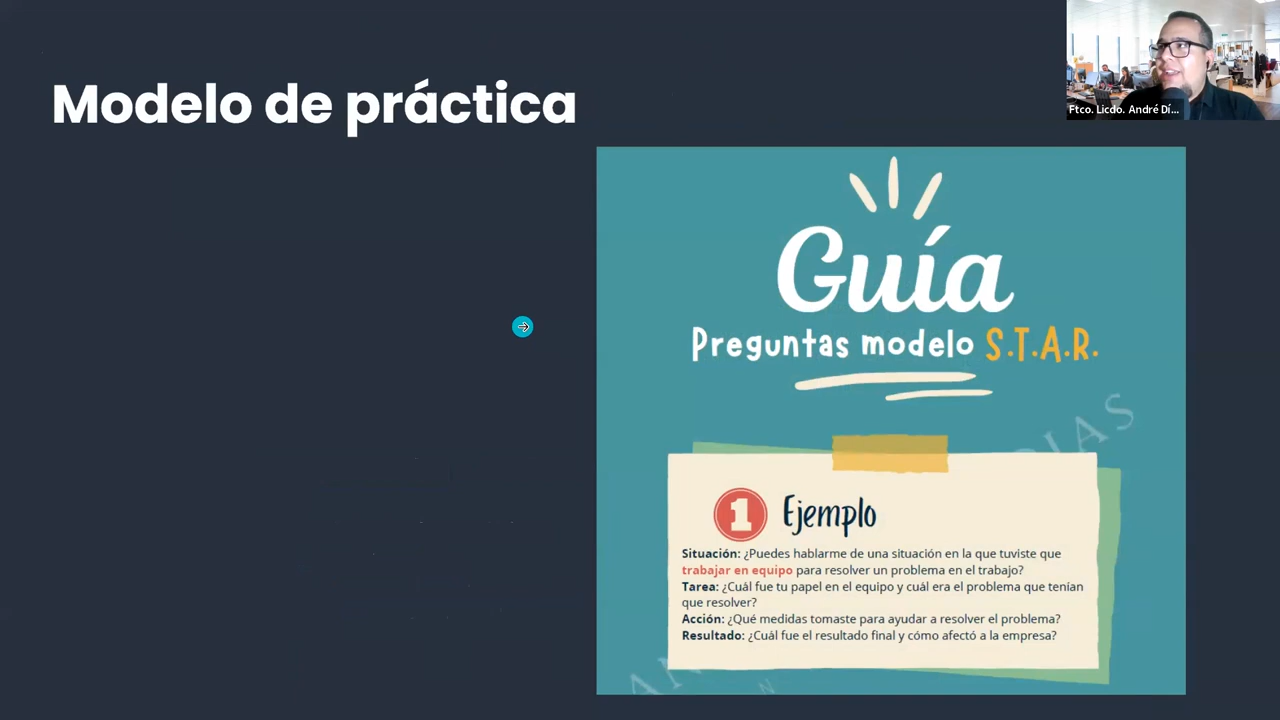 Modelo de práctica
Ftco. Licdo. André Dí...
Guía
Preguntas modelo S.T.A.R.
1 Ejemplo
Situación: ¿Puedes hablarme de una situación en la que tuviste que
trabajar en equipo para resolver un problema en el trabajo?
Tarea: ¿Cuál fue tu papel en el equipo y cuál era el problema que tenían
que resolver?
Acción: ¿Qué medidas tomaste para ayudar a resolver el problema?
Resultado: ¿Cuál fue el resultado final y cómo afectó a la empresa?